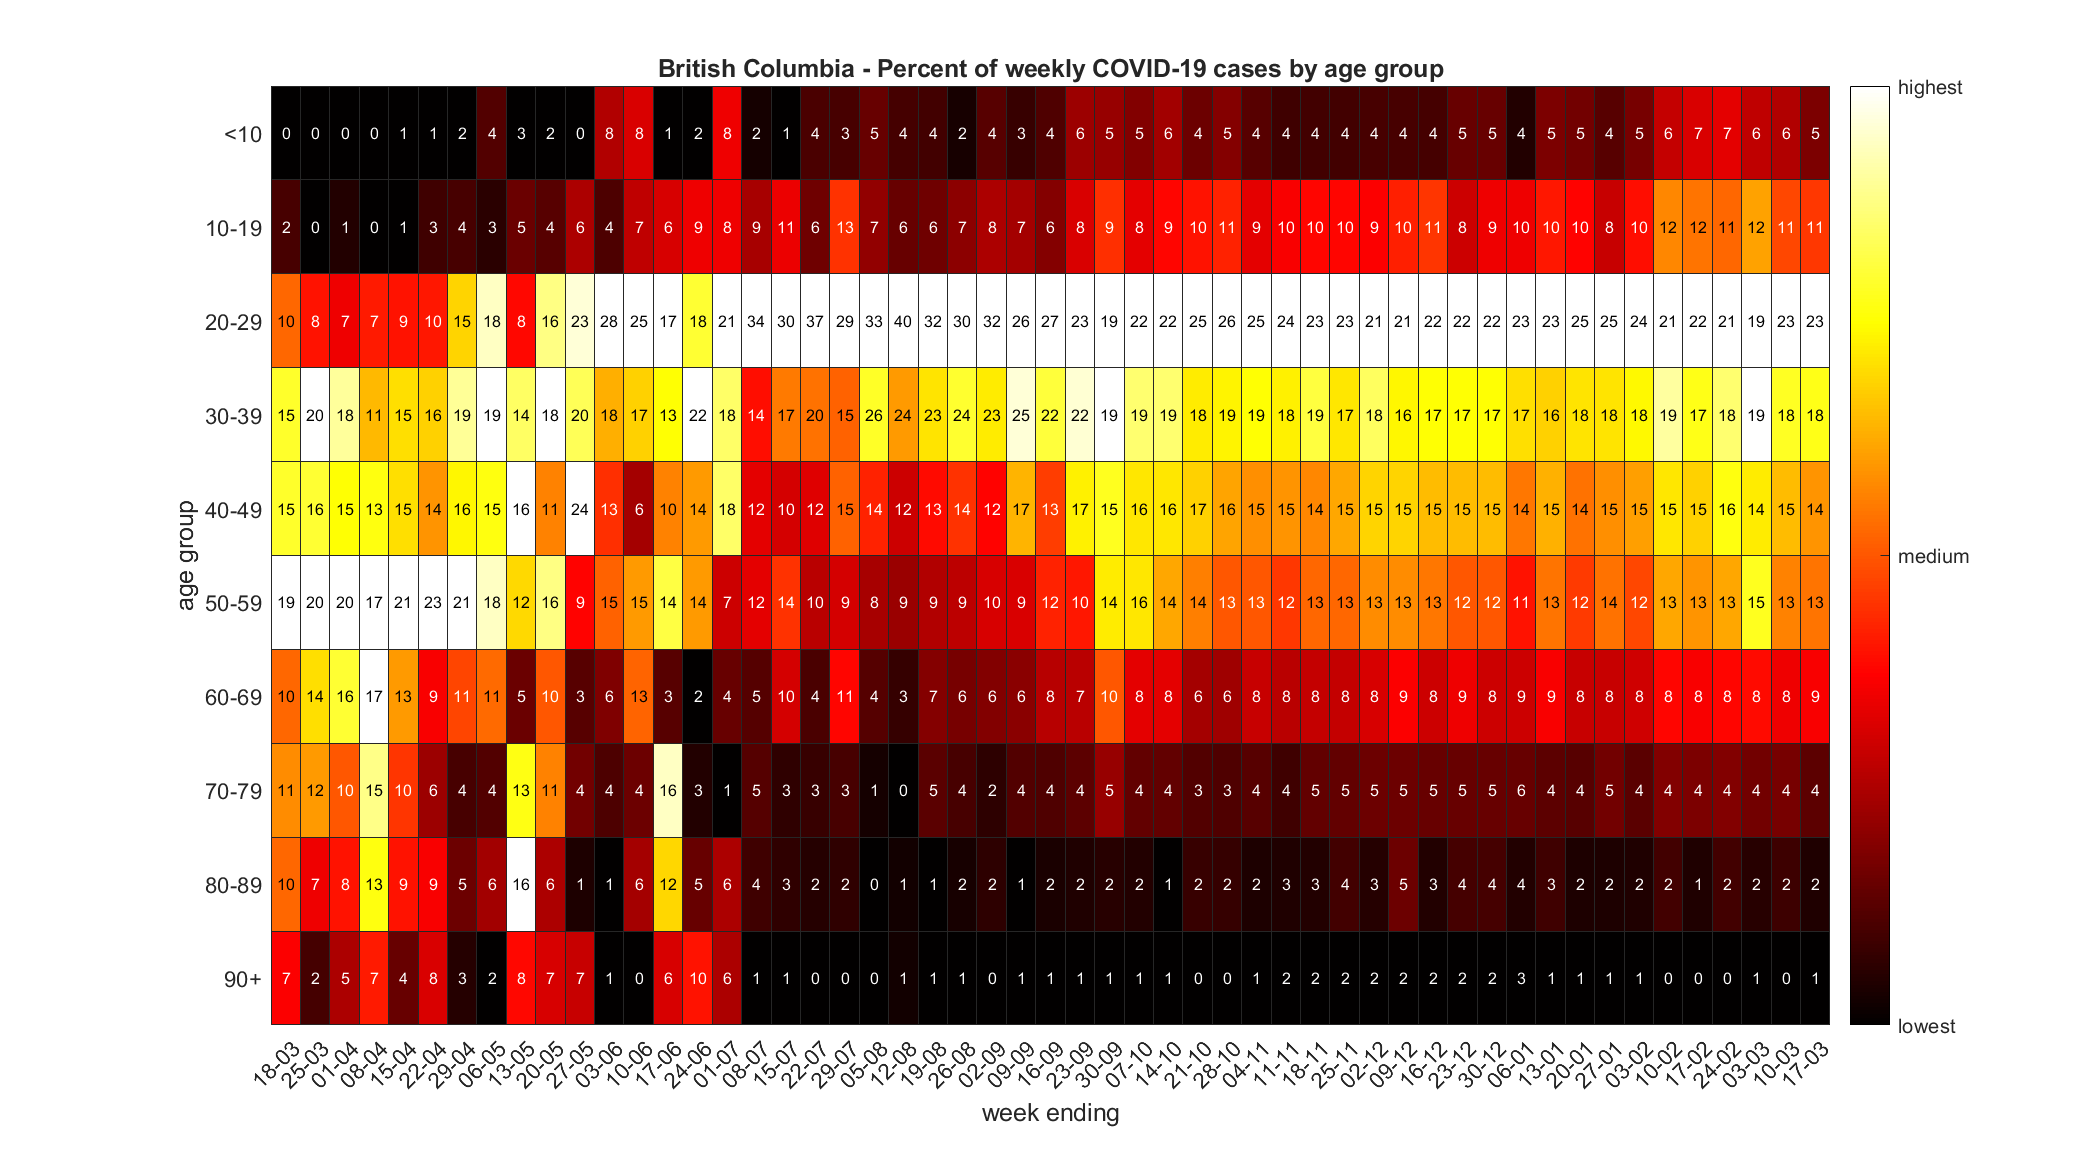 British Columbia - Percent of weekly COVID-19 cases by age group
highest
<10 0 0 0 0 1 1 2 4 3 2 0 8 8 1 2 8 2 1 4 3 5 4 4 2 4 3 4 6 5 5 6 4 5 4 4 4 4 4 4 4 5 5 4 5 5 4 5 6 7 7 6 6 5
10-19 2 0 1 0 1 3 4 3 5 4 6 4 7 6 9 8 9 11 6 13 7 6 6 7 8 7 6 8 9 8 9 10 11 9 10 10 10 9 10 11 8 9 10 10 10 8 10 12 12 11 12 11 11
20-29 10 8 7 7 9 10 15 18 8 16 23 28 25 17 18 21 34 30 37 29 33 40 32 30 32 26 27 23 19 22 22 25 26 25 24 23 23 21 21 22 22 22 23 23 25 25 24 21 22 21 19 23 23
30-39 15 20 18 11 15 16 19 19 14 18 20 18 17 13 22 18 14 17 20 15 26 24 23 24 23 25 22 22 19 19 19 18 19 19 18 19 17 18 16 17 17 17 17 16 18 18 18 19 17 18 19 18 18
40-49 15 16 15 13 15 14 16 15 16 11 24 13 6 10 14 18 12 10 12 15 14 12 13 14 12 17 13 17 15 16 16 17 16 15 15 14 15 15 15 15 15 15 14 15 14 15 15 15 15 16 14 15 14
age group
medium
50-59 19 20 20 17 21 23 21 18 12 16 9 15 15 14 14 7 12 14 10 9 8 9 9 9 10 9 12 10 14 16 14 14 13 13 12 13 13 13 13 13 12 12 11 13 12 14 12 13 13 13 15 13 13
60-69 10 14 16 17 13 9 11 11 5 10 3 6 13 3 2 4 5 10 4 11 4 3 7 6 6 6 8 7 10 8 8 6 6 8 8 8 8 8 9 8 9 8 9 9 8 8 8 8 8 8 8 8 9
70-79 11 12 10 15 10 6 4 4 13 11 4 4 4 16 3 1 5 3 3 3 1 0 5 4 2 4 4 4 5 4 4 3 3 4 4 5 5 5 5 5 5 5 6 4 4 5 4 4 4 4 4 4 4
80-89 10 7 8 13 9 9 5 6 16 6 1 1 6 12 5 6 4 3 2 2 0 1 1 2 2 1 2 2 2 2 1 2 2 2 3 3 4 3 5 3 4 4 4 3 2 2 2 2 1 2 2 2 2
90+ 7 2 5 7 4 8 3 2 8 7 7 1 0 6 10 6 1 1 0 0 0 1 1 1 0 1 1 1 1 1 1 0 0 1 2 2 2 2 2 2 2 2 3 1 1 1 1 0 0 0 1 0 1
lowest
18-03 25-03 01-04 08-04 15-04 22-04 29-04 06-05 13-05 20-05 27-05 03-06 10-06 17-06 24-06 01-07 08-07 15-07 22-07 29-07 05-08 12-08 19-08 26-08 02-09 09-09 16-09 23-09 30-09 07-10 14-10 21-10 28-10 04-11 11-11 18-11 25-11 02-12 09-12 16-12 23-12 30-12 06-01 13-01 20-01 27-01 03-02 10-02 17-02 24-02 03-03 10-03 17-03
week ending